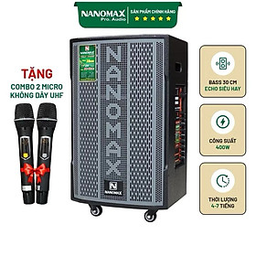 NANOMAX
Pro. Audio
SẢN PHẨM CHÍNH HÃNG
TẶNG
COMBO 2 MICRO
KHÔNG DÂY UHF
NANOMAX
N
NANOMAX
BASS 30 CM
ECHO SIÊU HAY
CÔNG SUẤT
400W
THỜI LƯỢNG
4-7 TIẾNG